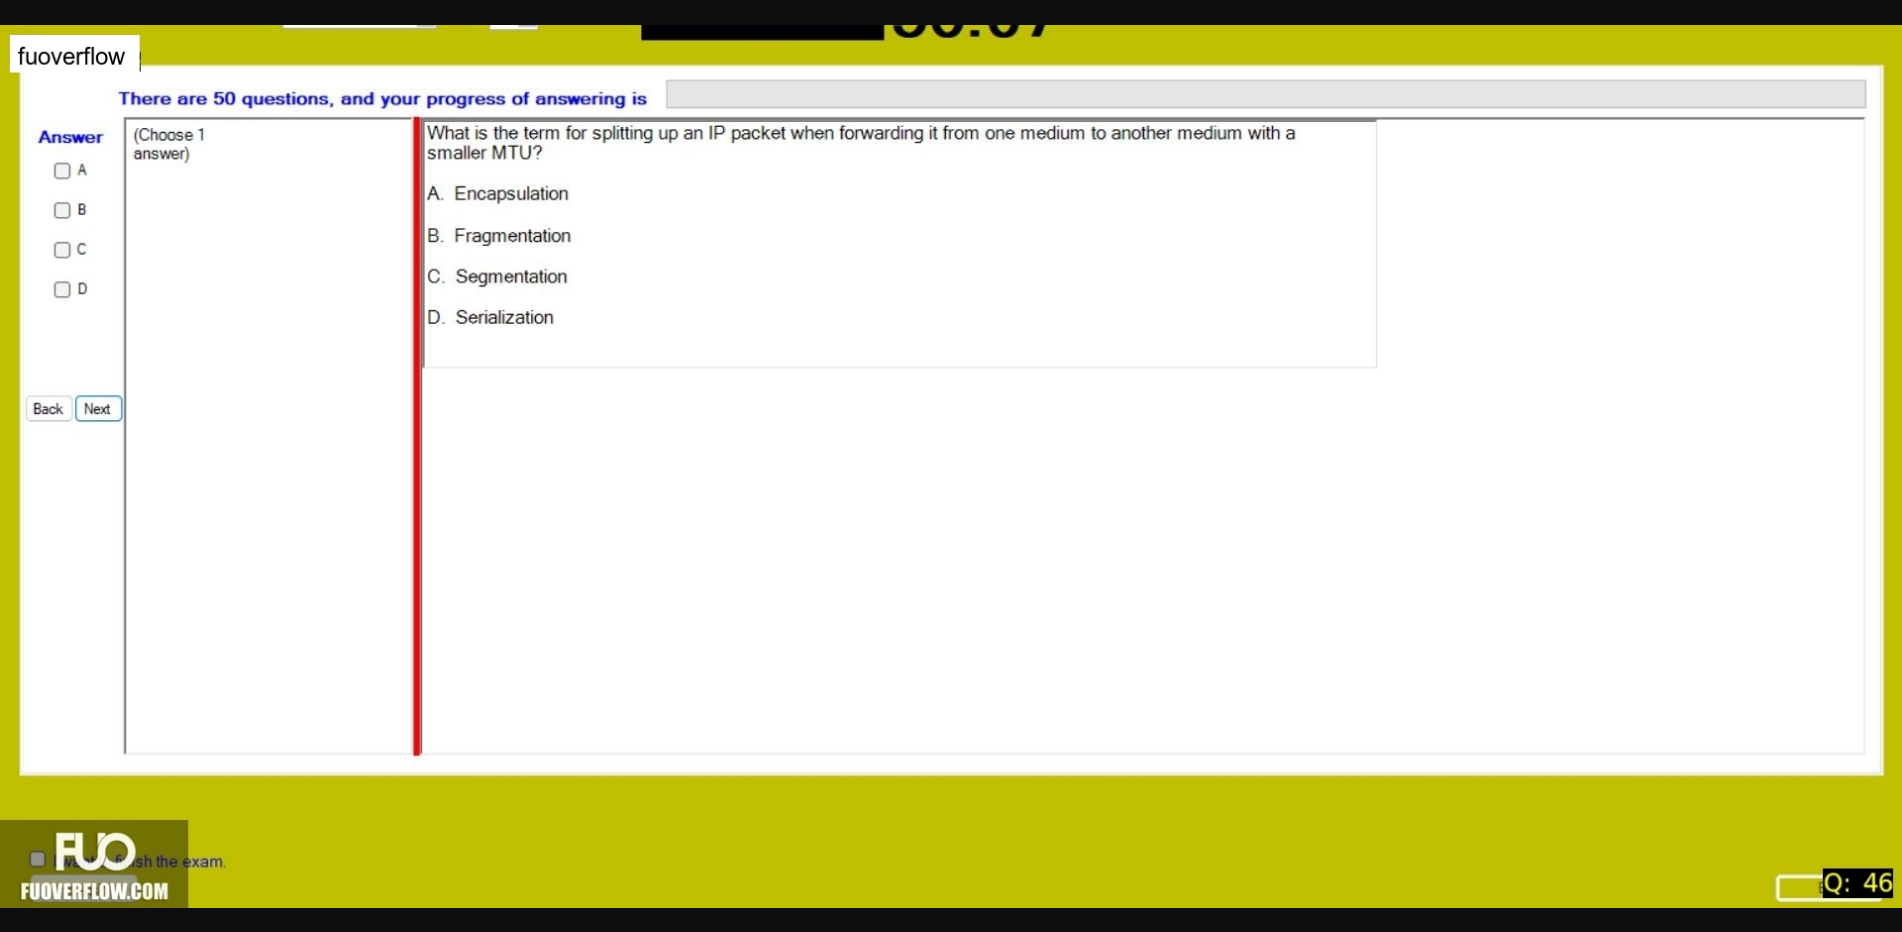 fuoverflow
There are 50 questions, and your progress of answering is
Answer
(Choose 1
answer)
A
B
C
D
Back
Next
What is the term for splitting up an IP packet when forwarding it from one medium to another medium with a
smaller MTU?
A. Encapsulation
B. Fragmentation
C. Segmentation
D. Serialization
FUO
the exam.
FUOVERFLOW.COM
Q: 46